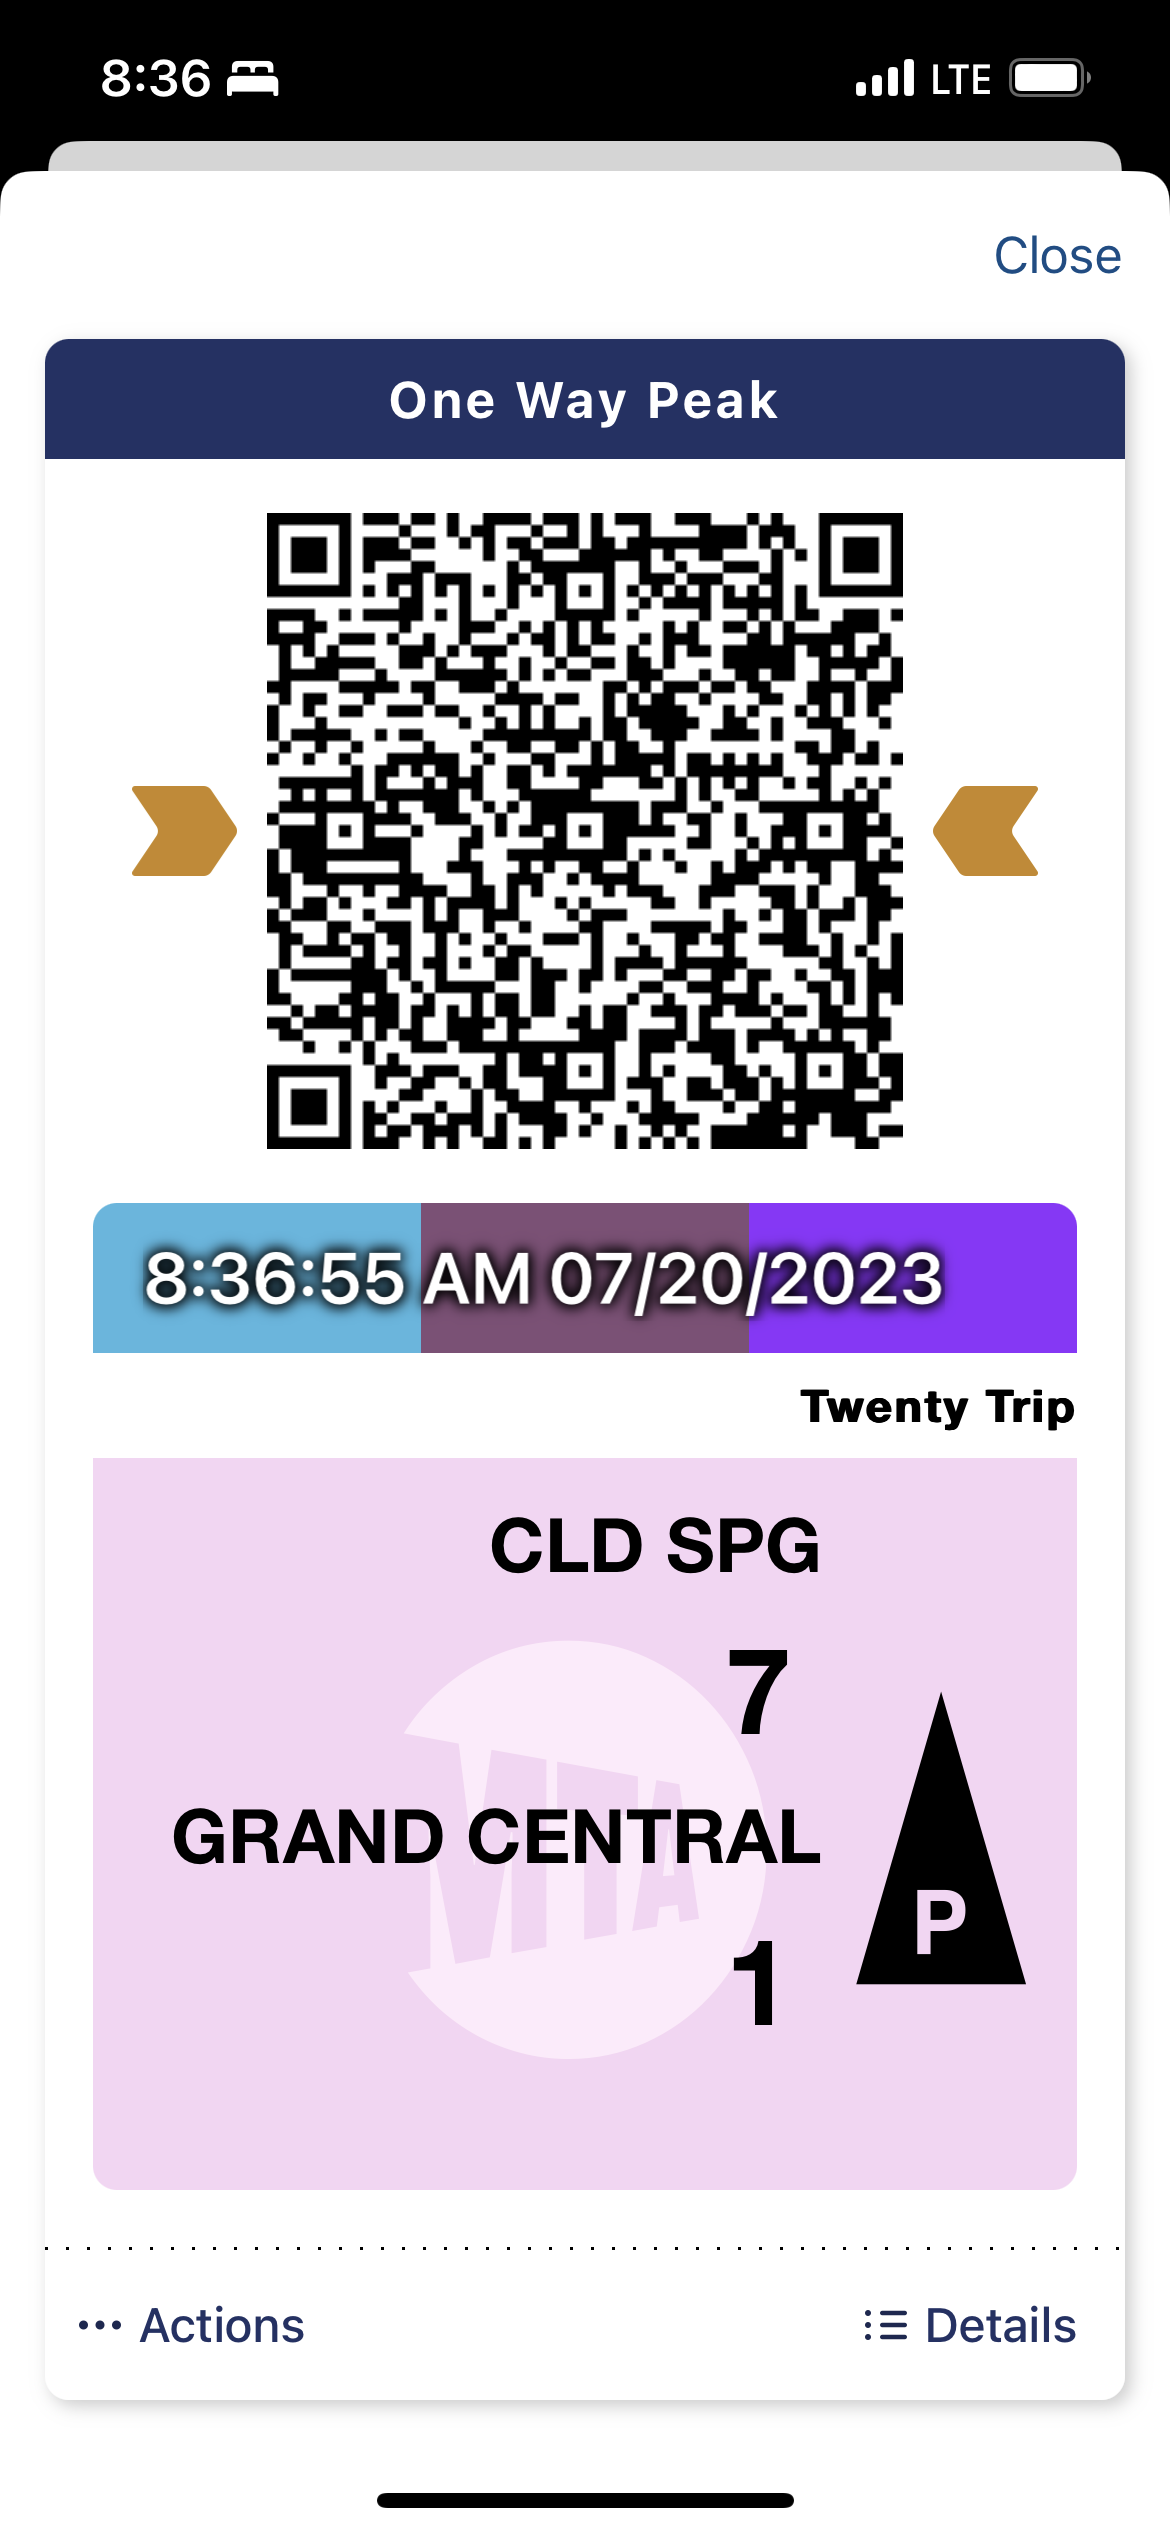 8:36 LTE
Close
One Way Peak
8:36:55 AM 07/20/2023
Twenty Trip
CLD SPG
7
MTA
GRAND CENTRAL
P
1
Actions
Details